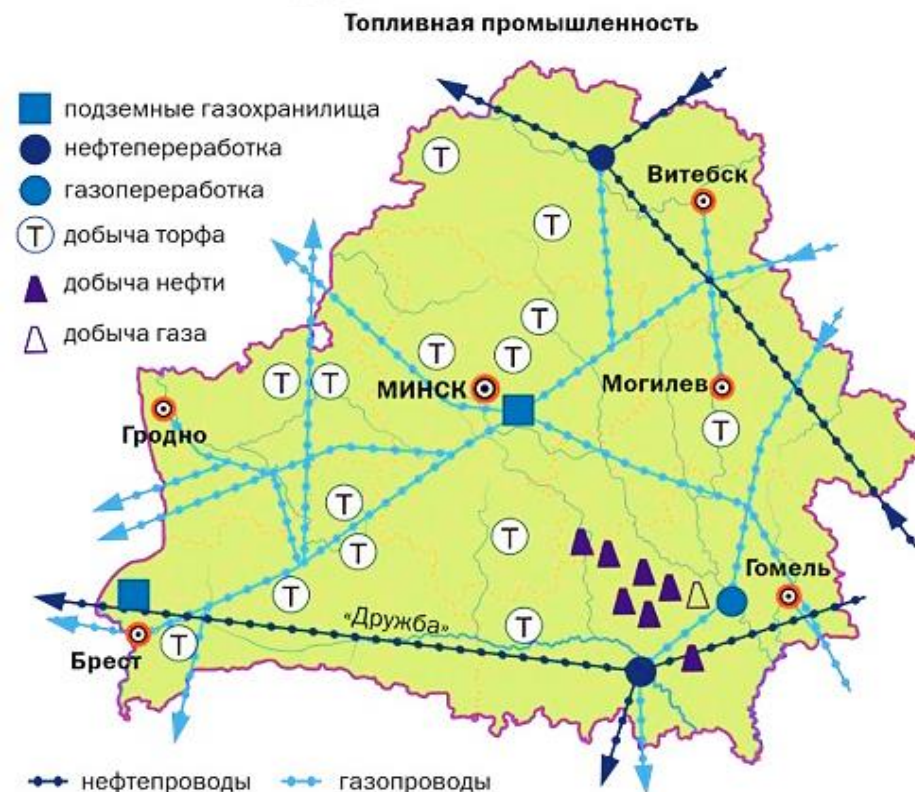 Топливная промышленность
подземные газохранилища
нефтепереработка
газопереработка
Т добыча торфа
добыча нефти
добыча газа
Т
Витебск
Т
Т
Т
Т
МИНСК
Т
Т
Могилев
Гродно
Т
Т
Т
Т
Т
Гомель
«Дружба»
Т
Брест
Т
нефтепроводы
газопроводы